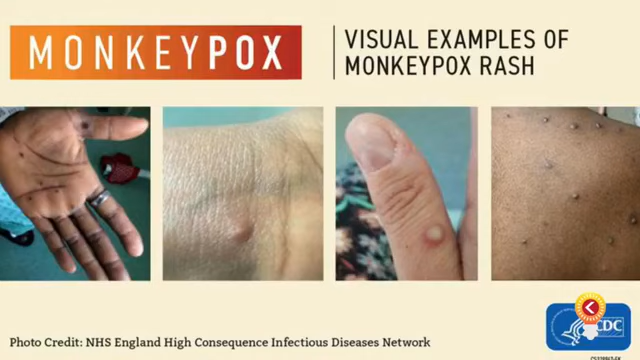 MONKEYPOX
VISUAL EXAMPLES OF
MONKEYPOX RASH
CDC
Photo Credit: NHS England High Consequence Infectious Diseases Network